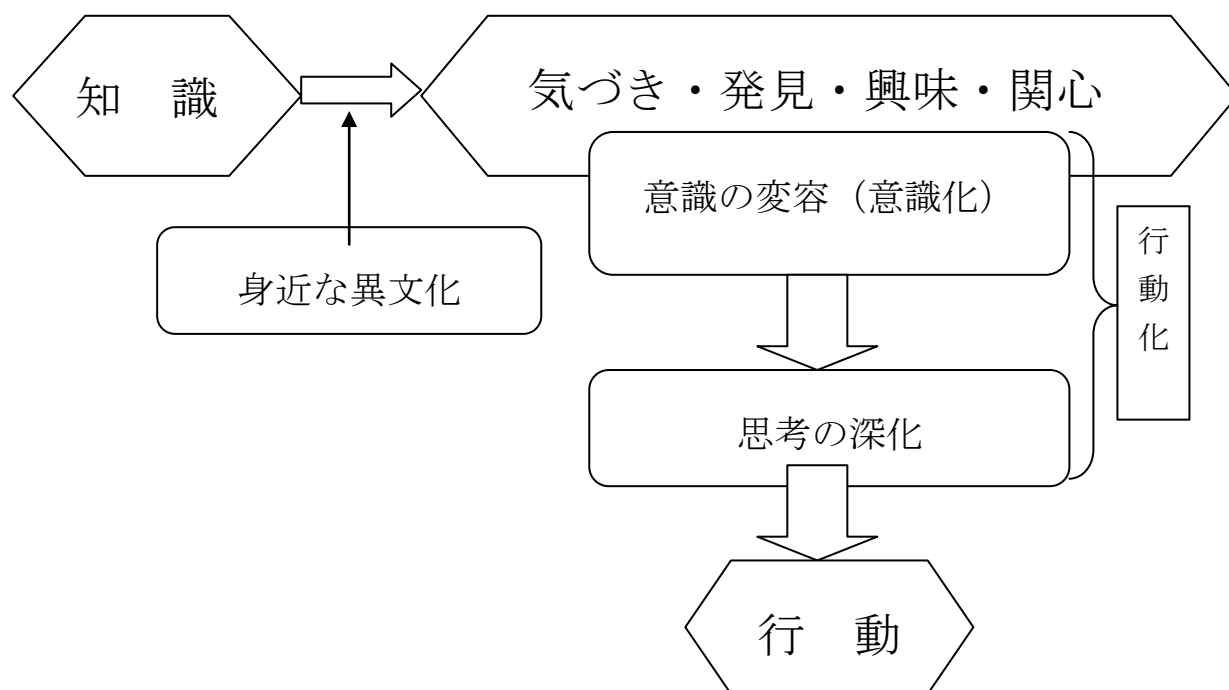 知　識
気づき・発見・興味・関心
意識の変容（意識化）
身近な異文化
行動化
思考の深化
行　動